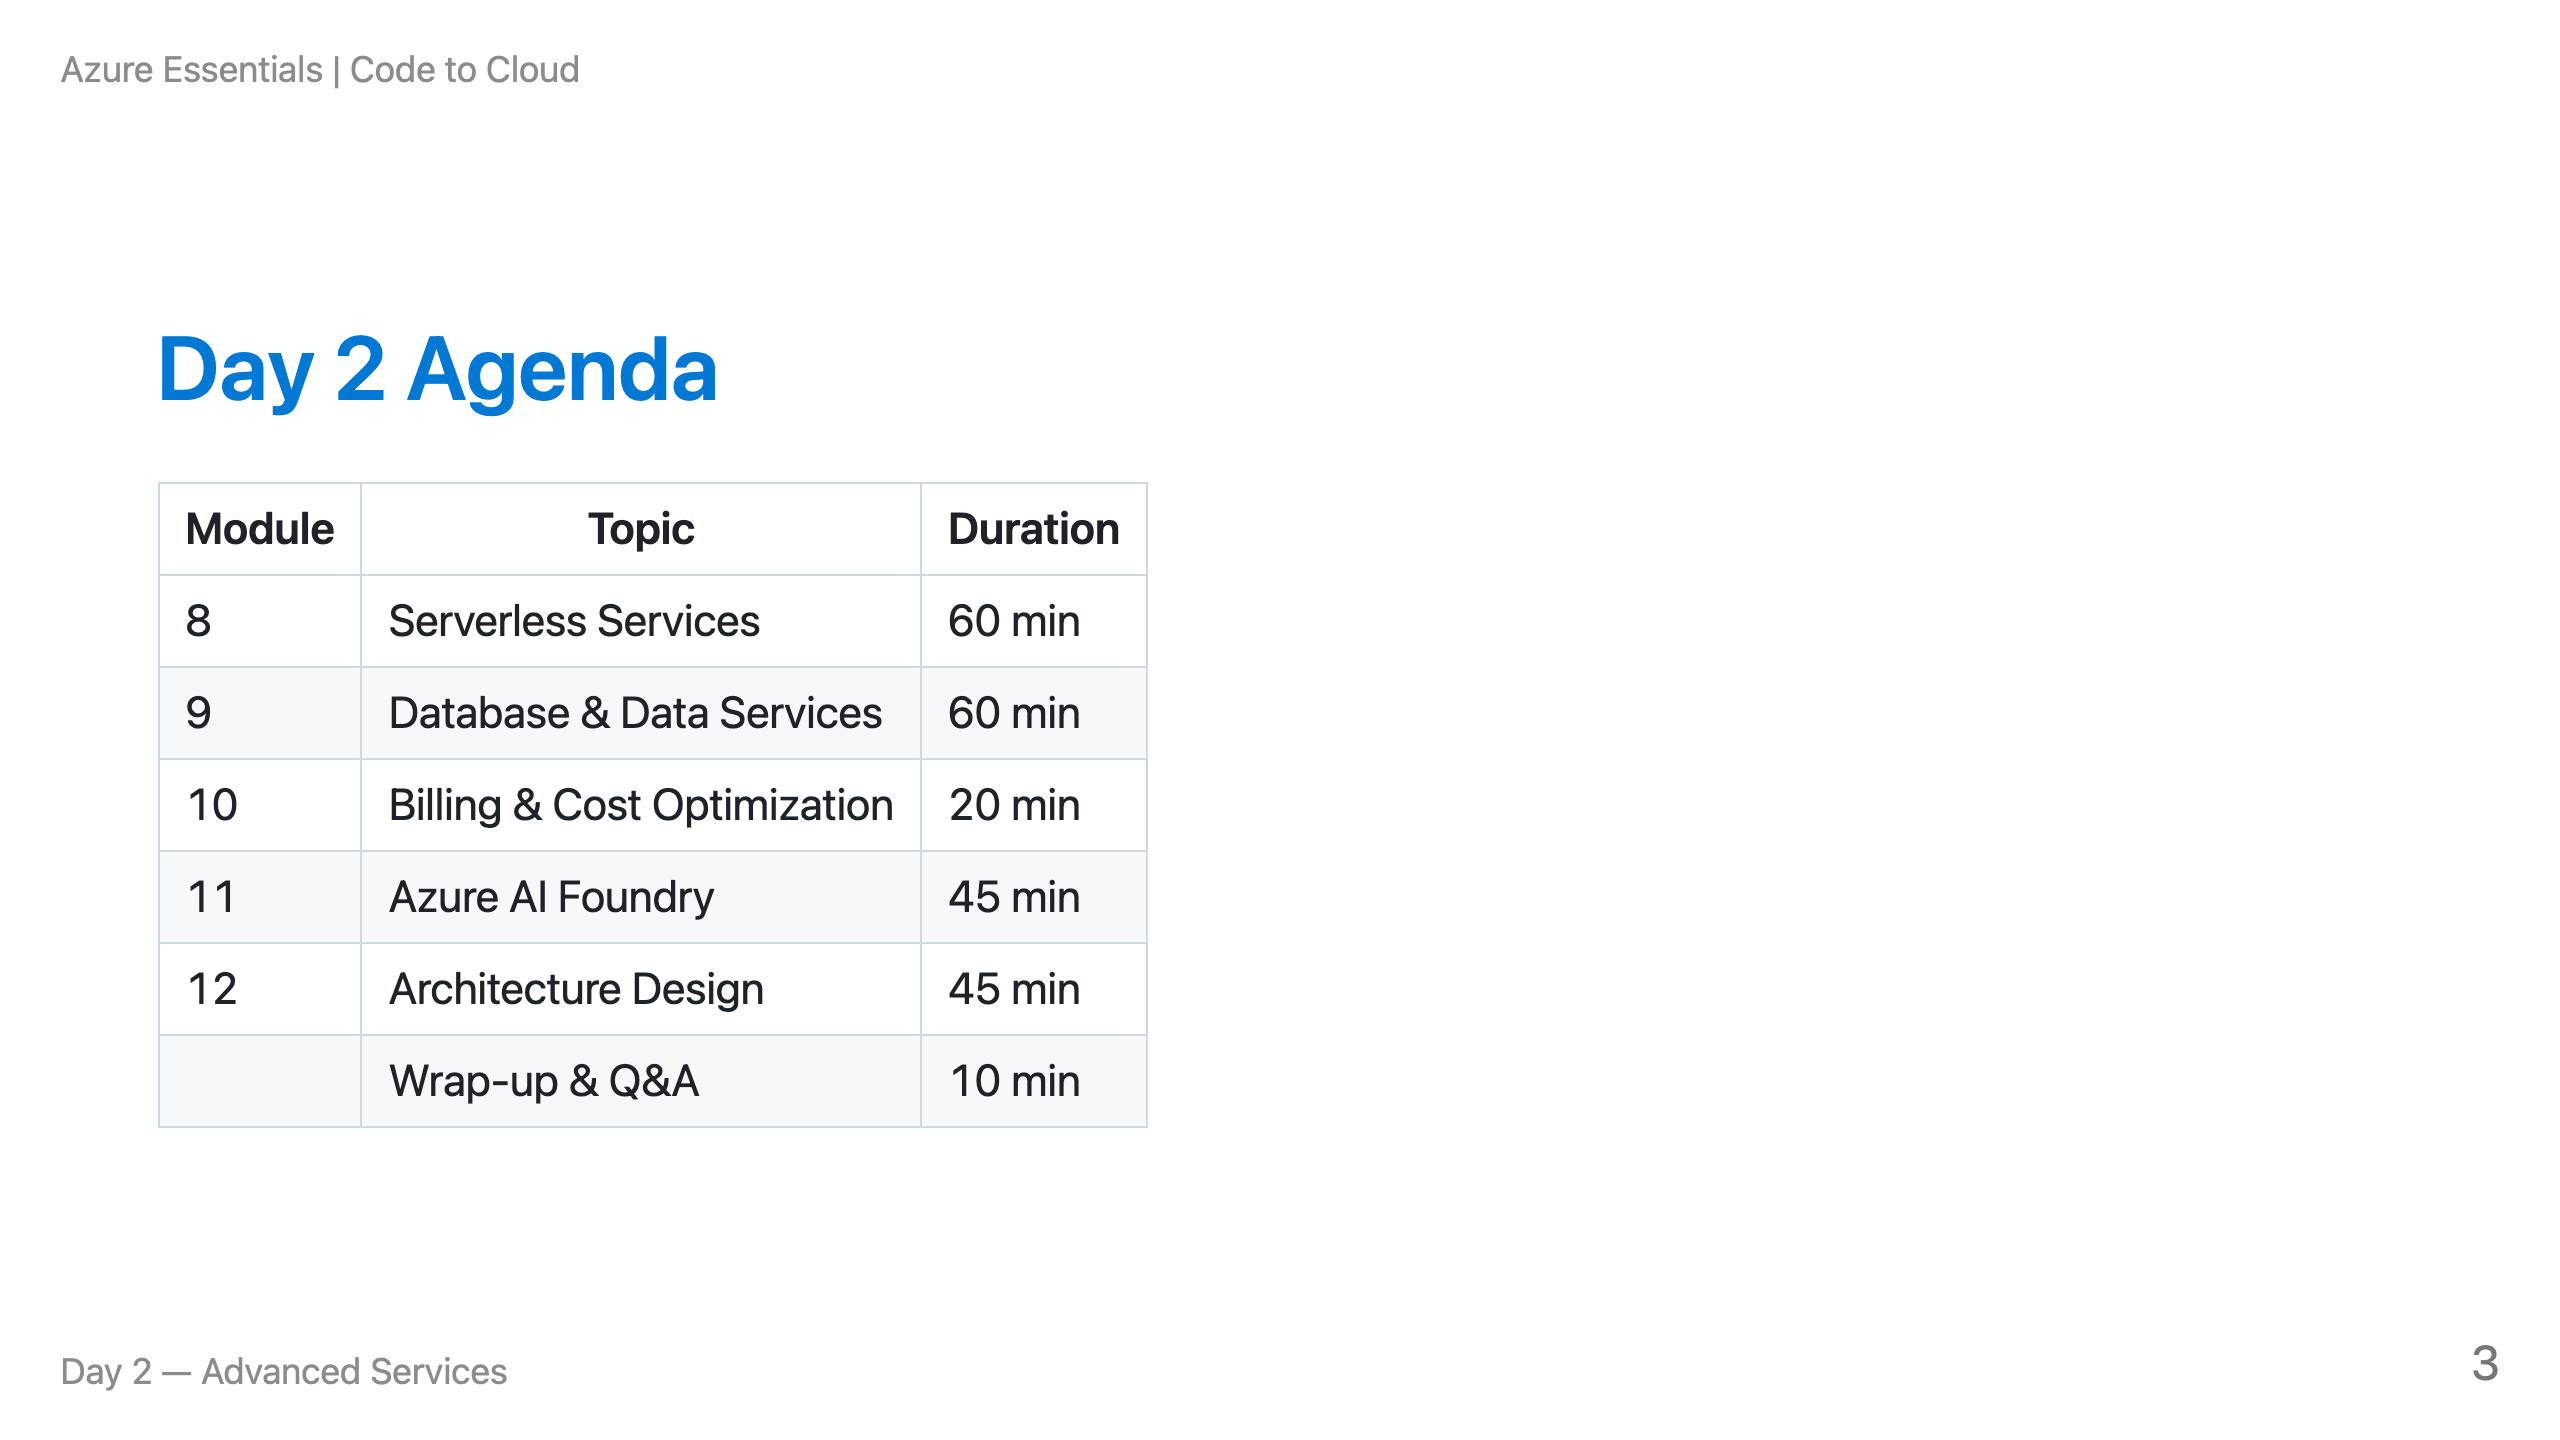 Azure Essentials | Code to Cloud
Day 2 Agenda
Module Topic Duration
8 Serverless Services 60 min
9 Database & Data Services 60 min
10 Billing & Cost Optimization 20 min
11 Azure AI Foundry 45 min
12 Architecture Design 45 min
Wrap-up & Q&A 10 min
Day 2 — Advanced Services
3